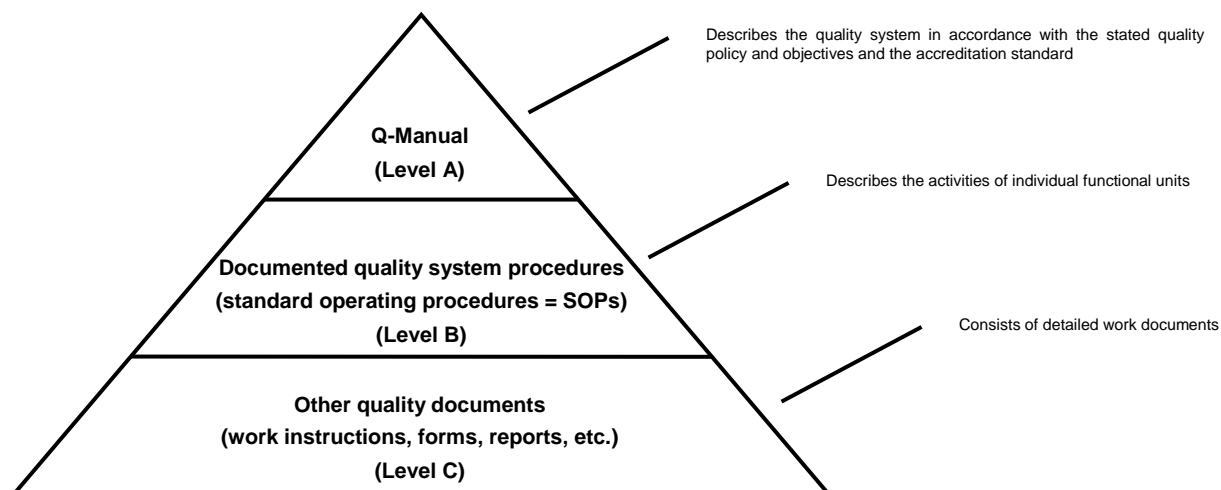 Describes the quality system in accordance with the stated quality
policy and objectives and the accreditation standard
Q-Manual
(Level A)
Describes the activities of individual functional units
Documented quality system procedures
(standard operating procedures = SOPs)
(Level B)
Consists of detailed work documents
Other quality documents
(work instructions, forms, reports, etc.)
(Level C)